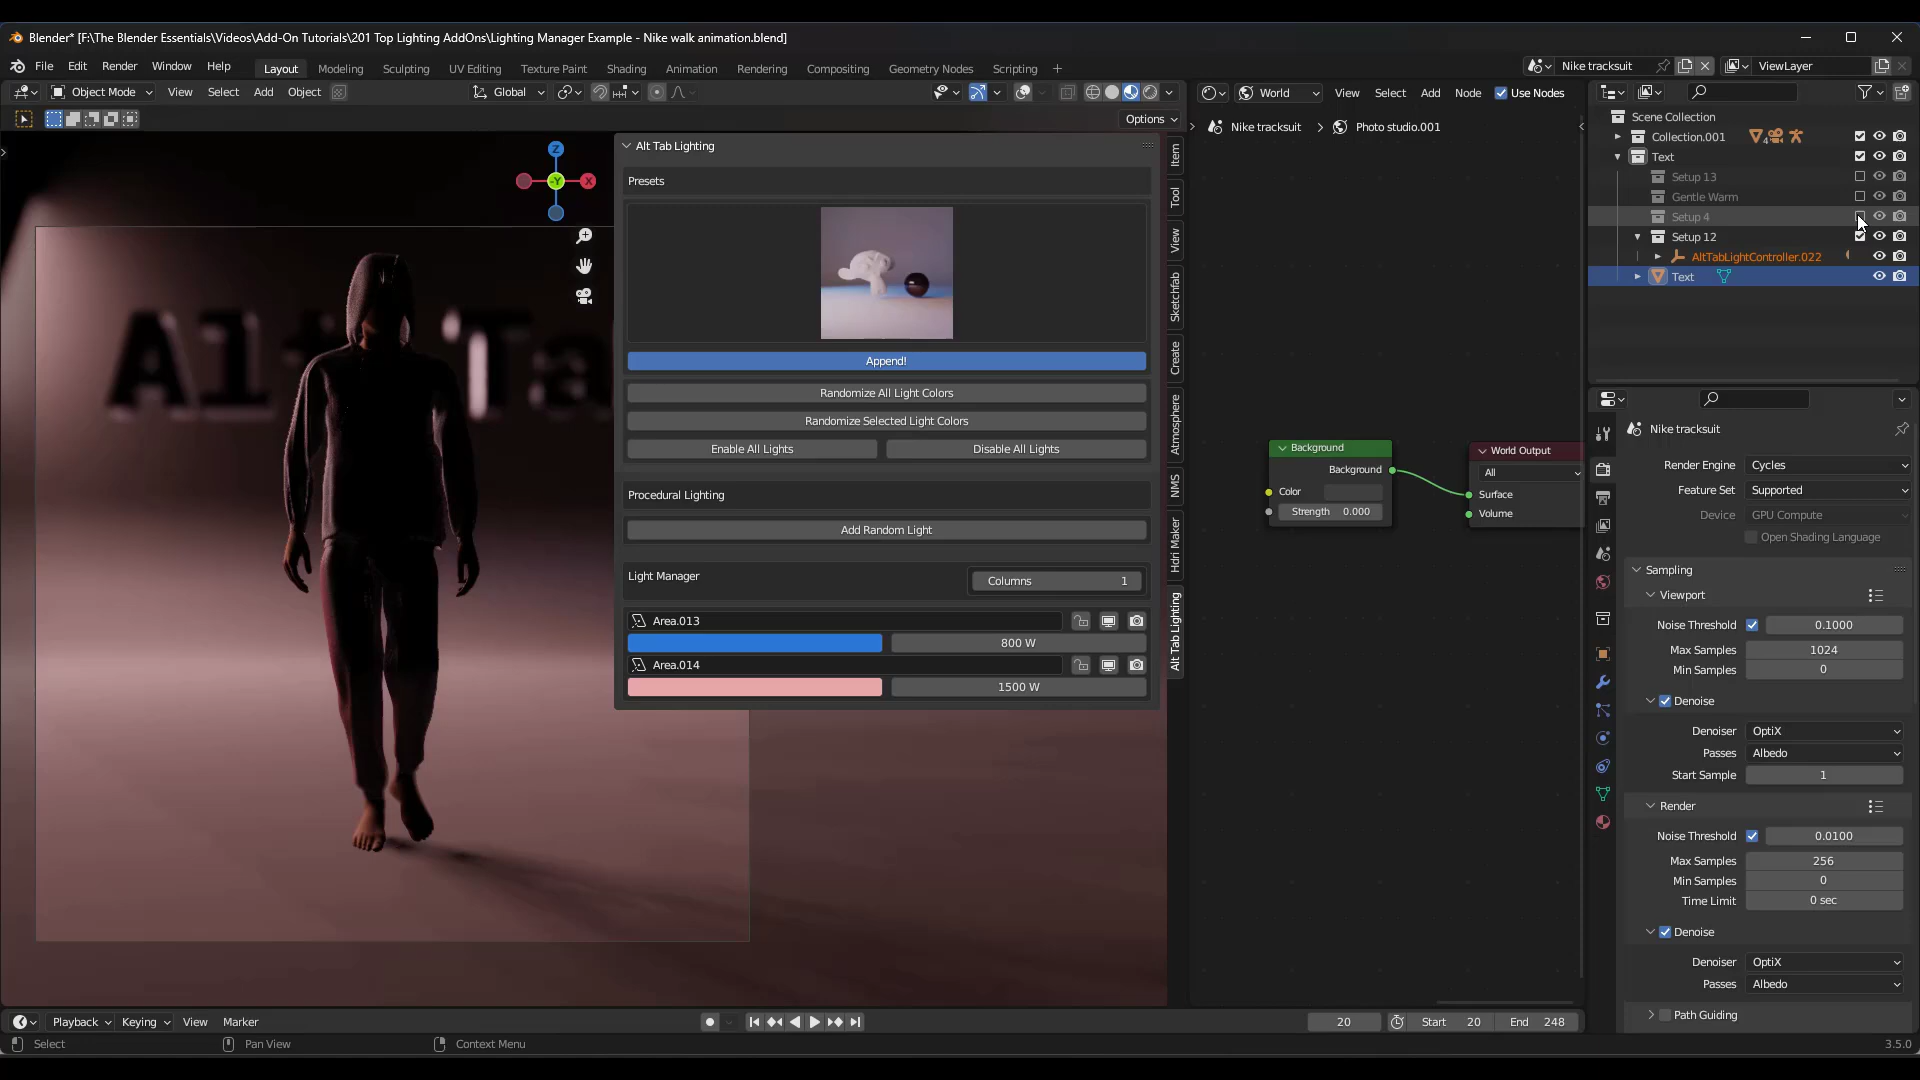 Blender* [F:\The Blender Essentials\Videos\Add-On Tutorials\201 Top Lighting AddOns\Lighting Manager Example - Nike walk animation.blend]
File Edit Render Window Help
Layout Modeling Sculpting UV Editing Texture Paint Shading Animation Rendering Compositing Geometry Nodes Scripting +
Nike tracksuit
ViewLayer
Object Mode View Select Add Object
Global
Options
World View Select Add Node Use Nodes
Nike tracksuit > Photo studio.001
Z
X
-Y
Alt Tab Lighting
Presets
Append!
Randomize All Light Colors
Randomize Selected Light Colors
Enable All Lights
Disable All Lights
Procedural Lighting
Add Random Light
Light Manager
Columns 1
Area.013
800 W
Area.014
1500 W
Item
Tool
View
Sketchfab
Create
Atmosphere
NMS
Hdri Maker
Alt Tab Lighting
Background
Background
Color
Strength 0.000
World Output
All
Surface
Volume
Scene Collection
Collection.001
4
Text
Setup 13
Gentle Warm
Setup 4
Setup 12
AltTabLightController.022
Text
Nike tracksuit
Render Engine Cycles
Feature Set Supported
Device GPU Compute
Open Shading Language
Sampling
Viewport
Noise Threshold 0.1000
Max Samples 1024
Min Samples 0
Denoise
Denoiser OptiX
Passes Albedo
Start Sample 1
Render
Noise Threshold 0.0100
Max Samples 256
Min Samples 0
Time Limit 0 sec
Denoise
Denoiser OptiX
Passes Albedo
Path Guiding
Alt Ta
Playback Keying View Marker
20
Start 20
End 248
Select
Pan View
Context Menu
3.5.0